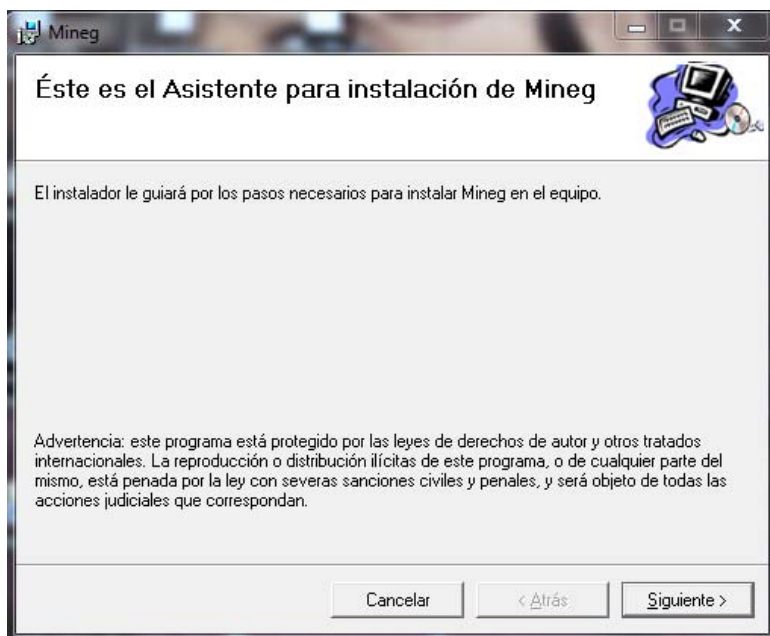 Mineg
Éste es el Asistente para instalación de Mineg
El instalador le guiará por los pasos necesarios para instalar Mineg en el equipo.
Advertencia: este programa está protegido por las leyes de derechos de autor y otros tratados
internacionales. La reproducción o distribución ilícitas de este programa, o de cualquier parte del
mismo, está penada por la ley con severas sanciones civiles y penales, y será objeto de todas las
acciones judiciales que correspondan.
Cancelar < Atrás Siguiente >